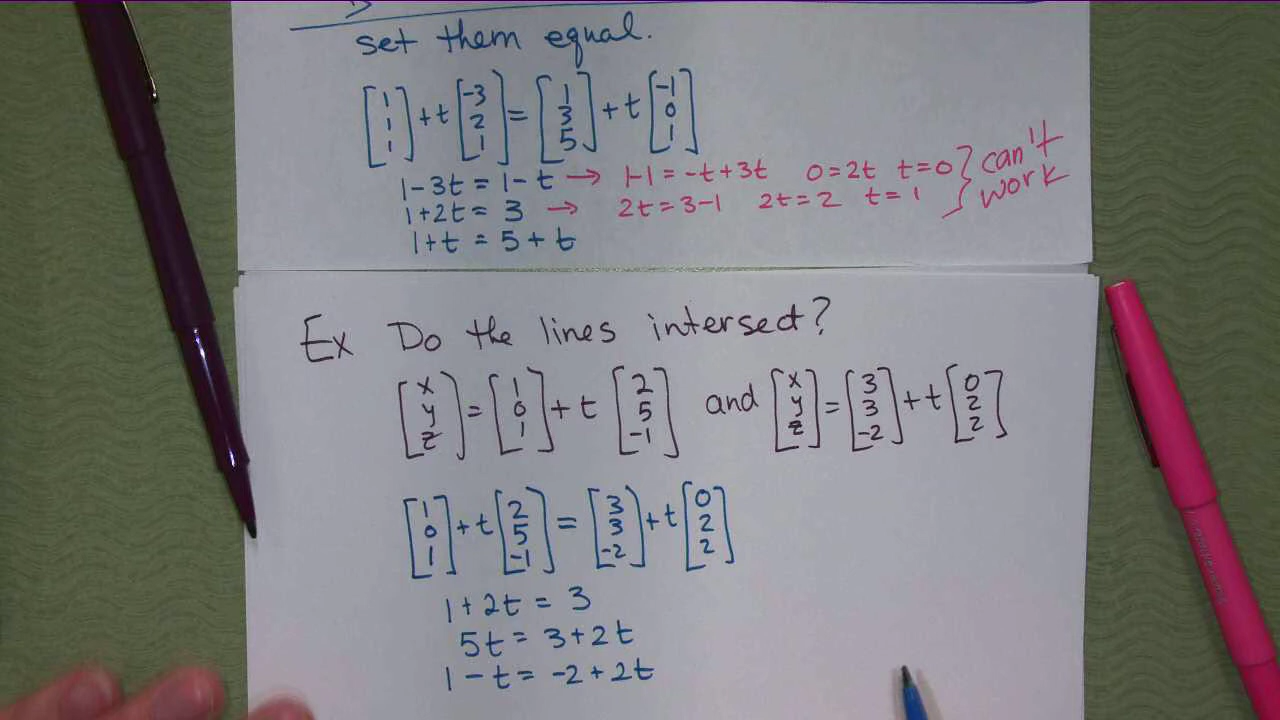 set them equal.
[1 1 1] + t [-3 2 1] = [1 3 5] + t [-1 0 1]
1-3t = 1-t → 1-1 = -t+3t 0=2t t=0 } can't
1+2t = 3 → 2t = 3-1 2t=2 t=1 } work
1+t = 5+t
Ex Do the lines intersect?
[x y z] = [1 0 1] + t [2 5 -1] and [x y z] = [3 3 -2] + t [0 2 2]
[1 0 1] + t [2 5 -1] = [3 3 -2] + t [0 2 2]
1+2t = 3
5t = 3+2t
1-t = -2+2t